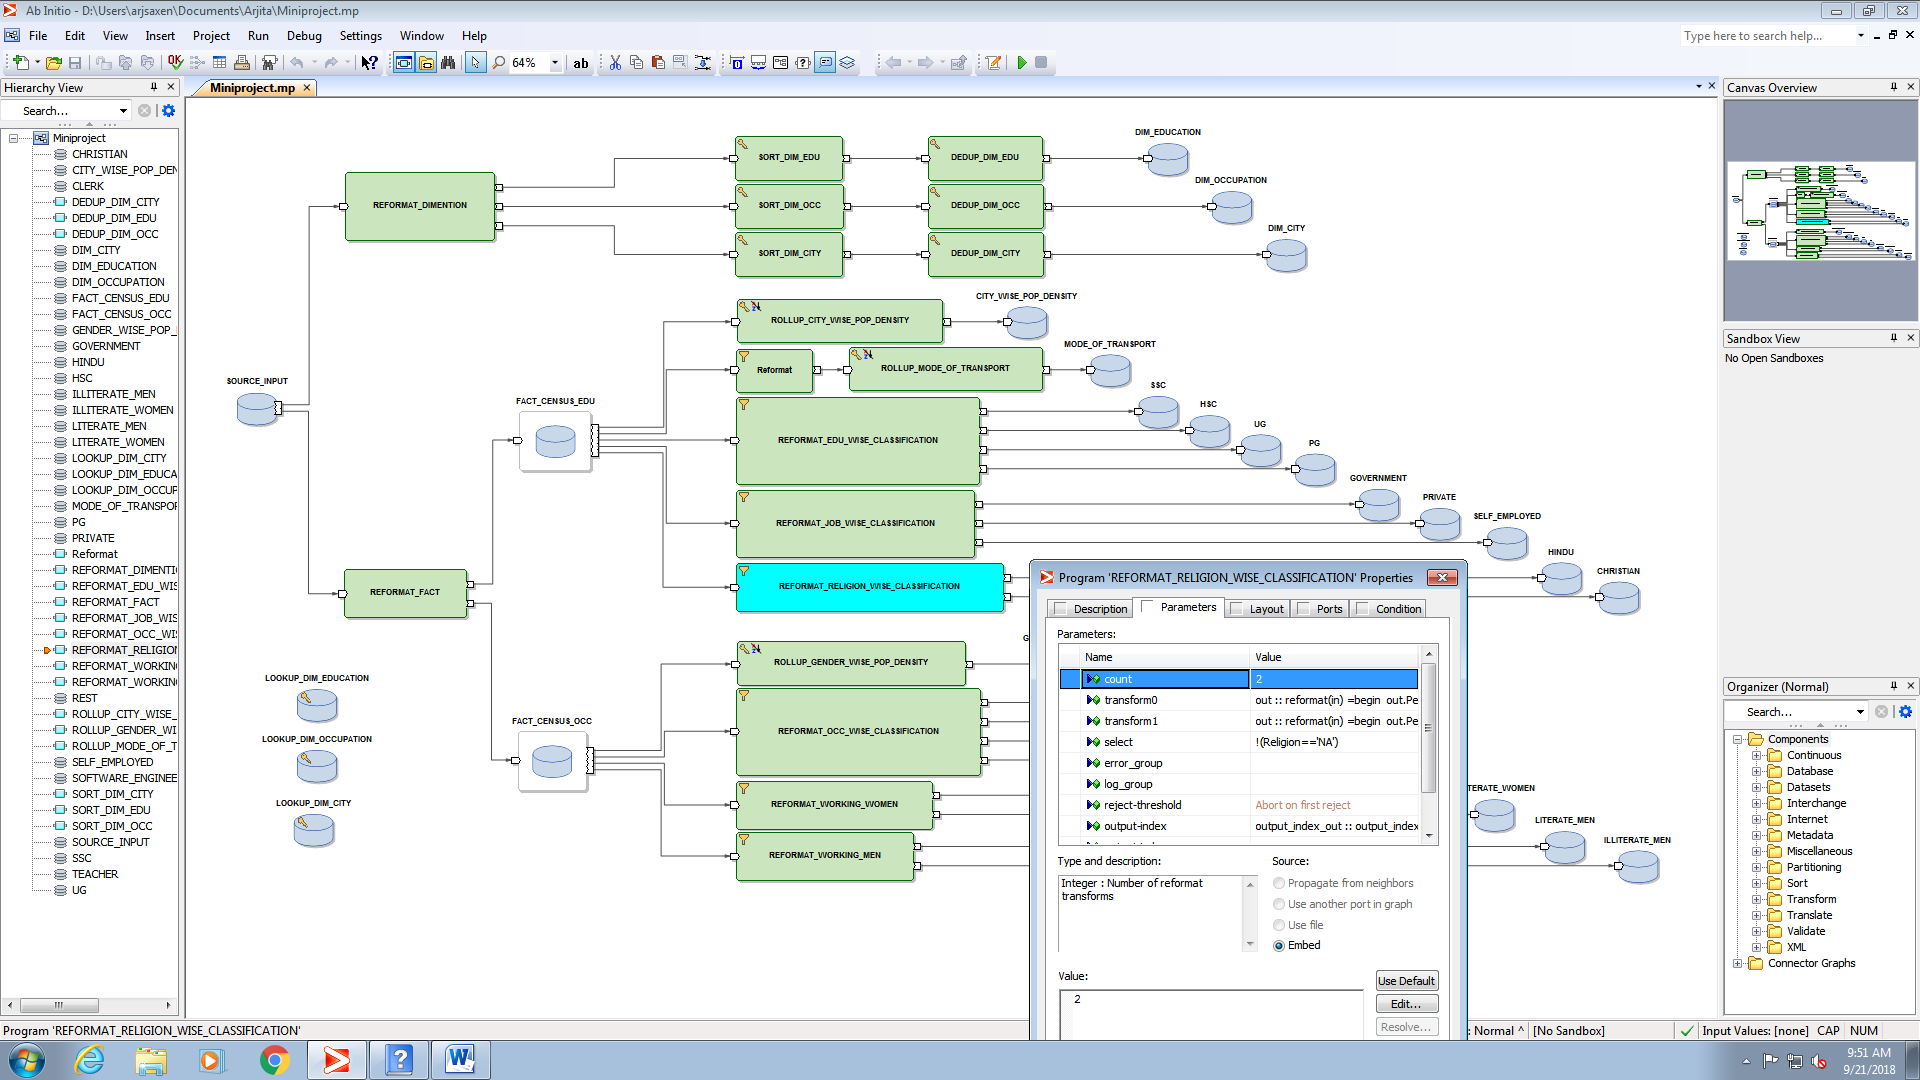 Ab Initio - D:\Users\arjsaxen\Documents\Arjita\Miniproject.mp
File Edit View Insert Project Run Debug Settings Window Help
Type here to search help...
64%
ab
Hierarchy View
Search...
Miniproject
CHRISTIAN
CITY_WISE_POP_DEN
CLERK
DEDUP_DIM_CITY
DEDUP_DIM_EDU
DEDUP_DIM_OCC
DIM_CITY
DIM_EDUCATION
DIM_OCCUPATION
FACT_CENSUS_EDU
FACT_CENSUS_OCC
GENDER_WISE_POP_
GOVERNMENT
HINDU
HSC
ILLITERATE_MEN
ILLITERATE_WOMEN
LITERATE_MEN
LITERATE_WOMEN
LOOKUP_DIM_CITY
LOOKUP_DIM_EDUCA
LOOKUP_DIM_OCCUP
MODE_OF_TRANSPOR
PG
PRIVATE
Reformat
REFORMAT_DIMENTI
REFORMAT_EDU_WIS
REFORMAT_FACT
REFORMAT_JOB_WIS
REFORMAT_OCC_WI
REFORMAT_RELIGION
REFORMAT_WORKIN
REFORMAT_WORKIN
REST
ROLLUP_CITY_WISE_
ROLLUP_GENDER_WI
ROLLUP_MODE_OF_T
SELF_EMPLOYED
SOFTWARE_ENGINEE
SORT_DIM_CITY
SORT_DIM_EDU
SORT_DIM_OCC
SOURCE_INPUT
SSC
TEACHER
UG
Miniproject.mp
DIM_EDUCATION
SORT_DIM_EDU
DEDUP_DIM_EDU
DIM_OCCUPATION
REFORMAT_DIMENTION
SORT_DIM_OCC
DEDUP_DIM_OCC
DIM_CITY
SORT_DIM_CITY
DEDUP_DIM_CITY
CITY_WISE_POP_DENSITY
ROLLUP_CITY_WISE_POP_DENSITY
MODE_OF_TRANSPORT
Reformat
ROLLUP_MODE_OF_TRANSPORT
SOURCE_INPUT
SSC
FACT_CENSUS_EDU
HSC
UG
REFORMAT_EDU_WISE_CLASSIFICATION
PG
GOVERNMENT
PRIVATE
SELF_EMPLOYED
REFORMAT_JOB_WISE_CLASSIFICATION
HINDU
CHRISTIAN
REFORMAT_RELIGION_WISE_CLASSIFICATION
REFORMAT_FACT
G
ROLLUP_GENDER_WISE_POP_DENSITY
LOOKUP_DIM_EDUCATION
FACT_CENSUS_OCC
REFORMAT_OCC_WISE_CLASSIFICATION
LOOKUP_DIM_OCCUPATION
TERATE_WOMEN
LOOKUP_DIM_CITY
REFORMAT_WORKING_WOMEN
LITERATE_MEN
ILLITERATE_MEN
REFORMAT_WORKING_MEN
Program 'REFORMAT_RELIGION_WISE_CLASSIFICATION' Properties
Description Parameters Layout Ports Condition
Parameters:
Name Value
count 2
transform0 out :: reformat(in) =begin out.Pe
transform1 out :: reformat(in) =begin out.Pe
select !(Religion=='NA')
error_group
log_group
reject-threshold Abort on first reject
output-index output_index_out :: output_index
Type and description:
Integer : Number of reformat
transforms
Source:
Propagate from neighbors
Use another port in graph
Use file
Embed
Value:
2
Use Default
Edit...
Resolve...
Canvas Overview
Sandbox View
No Open Sandboxes
Organizer (Normal)
Search...
Components
Continuous
Database
Datasets
Interchange
Internet
Metadata
Miscellaneous
Partitioning
Sort
Transform
Translate
Validate
XML
Connector Graphs
Program 'REFORMAT_RELIGION_WISE_CLASSIFICATION'
: Normal ^ [No Sandbox] Input Values: [none] CAP NUM
9:51 AM
9/21/2018